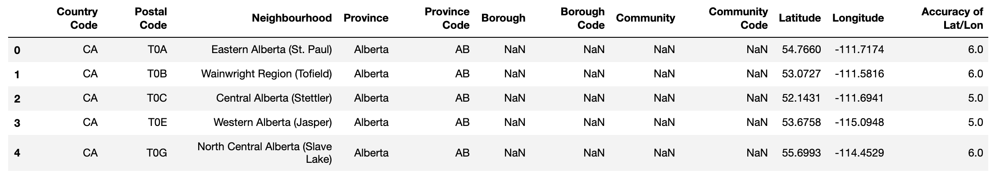 Country Code Postal Code Neighbourhood Province Province Code Borough Borough Code Community Community Code Latitude Longitude Accuracy of Lat/Lon
0 CA T0A Eastern Alberta (St. Paul) Alberta AB NaN NaN NaN NaN 54.7660 -111.7174 6.0
1 CA T0B Wainwright Region (Tofield) Alberta AB NaN NaN NaN NaN 53.0727 -111.5816 6.0
2 CA T0C Central Alberta (Stettler) Alberta AB NaN NaN NaN NaN 52.1431 -111.6941 5.0
3 CA T0E Western Alberta (Jasper) Alberta AB NaN NaN NaN NaN 53.6758 -115.0948 5.0
4 CA T0G North Central Alberta (Slave Lake) Alberta AB NaN NaN NaN NaN 55.6993 -114.4529 6.0